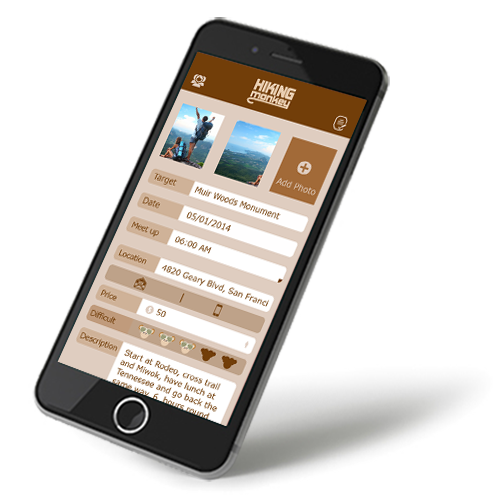 HIKING
monkey
Add Photo
Target
Muir Woods Monument
Date
05/01/2014
Meet up
06:00 AM
Location
4820 Geary Blvd, San Franci
Price
50
Difficult
Description
Start at Rodeo, cross trail
and Miwok, have lunch at
Tennessee and go back the
same way. 6 hours round